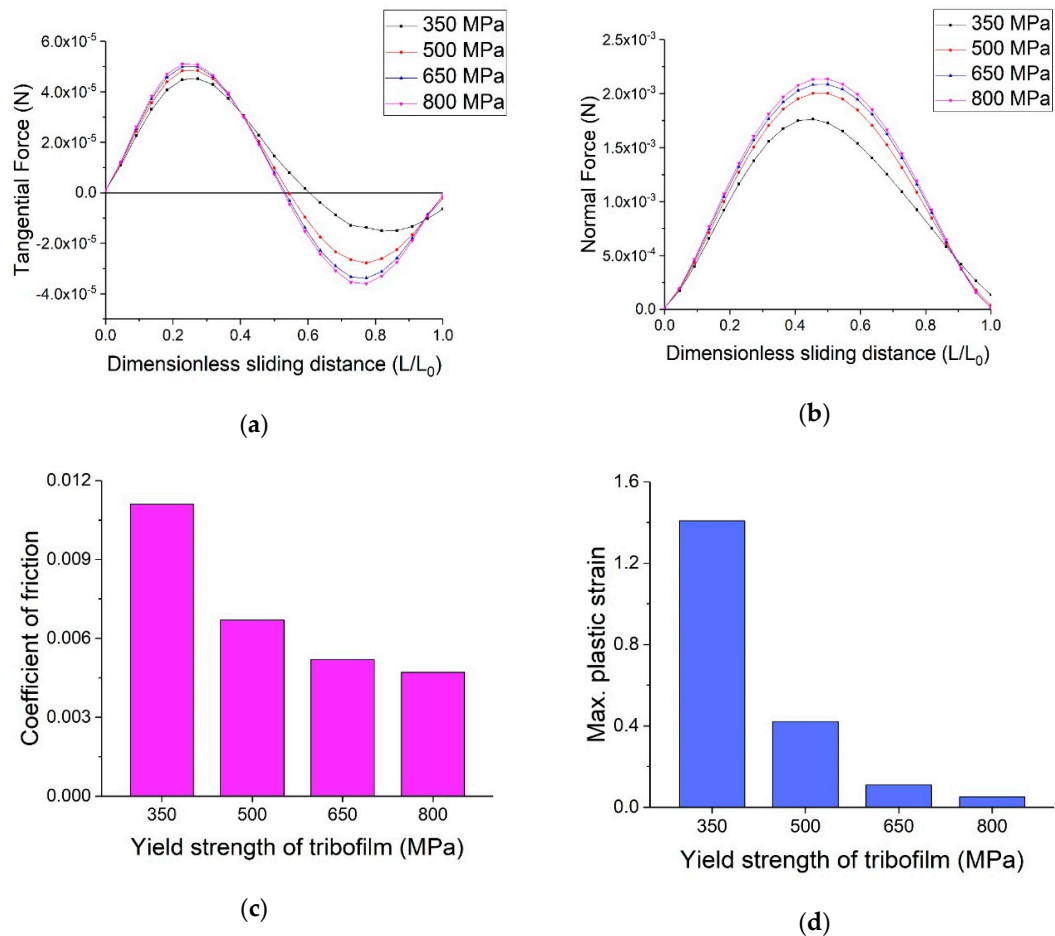 350 MPa
500 MPa
650 MPa
800 MPa
6.0x10⁻⁵
4.0x10⁻⁵
2.0x10⁻⁵
0.0
-2.0x10⁻⁵
-4.0x10⁻⁵
Tangential Force (N)
0.0 0.2 0.4 0.6 0.8 1.0
Dimensionless sliding distance (L/L₀)
(a)
350 MPa
500 MPa
650 MPa
800 MPa
2.5x10⁻³
2.0x10⁻³
1.5x10⁻³
1.0x10⁻³
5.0x10⁻⁴
0.0
Normal Force (N)
0.0 0.2 0.4 0.6 0.8 1.0
Dimensionless sliding distance (L/L₀)
(b)
0.012
0.009
0.006
0.003
0.000
Coefficient of friction
350 500 650 800
Yield strength of tribofilm (MPa)
(c)
1.6
1.2
0.8
0.4
0.0
Max. plastic strain
350 500 650 800
Yield strength of tribofilm (MPa)
(d)